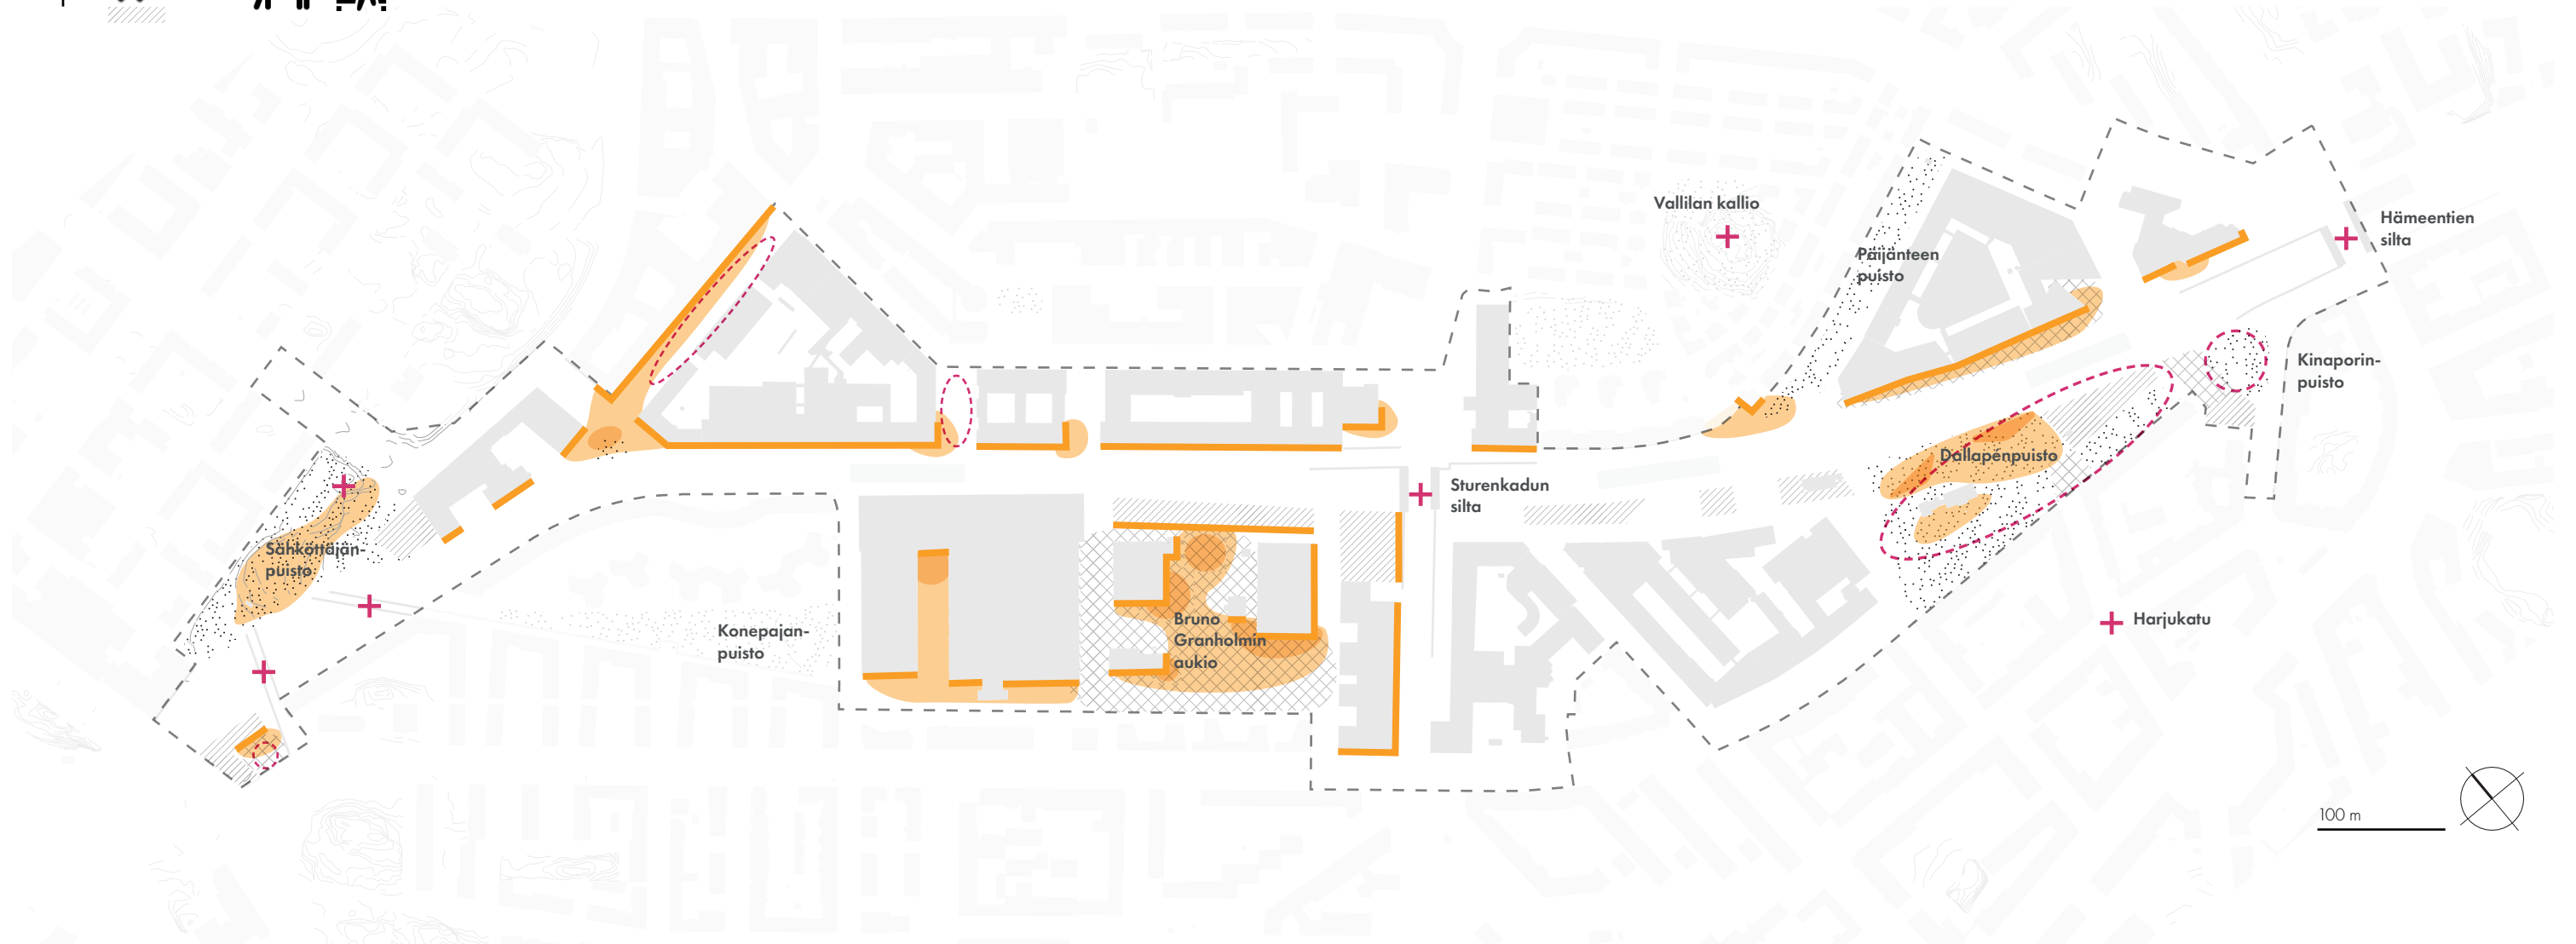 Vallilan kallio
Hämeentien
silta
Päijänteen
puisto
Kinaporin-
puisto
Dallapénpuisto
Sturenkadun
silta
Sähköttäjän-
puisto
Bruno
Granholmin
aukio
Konepajan-
puisto
Harjukatu
100 m